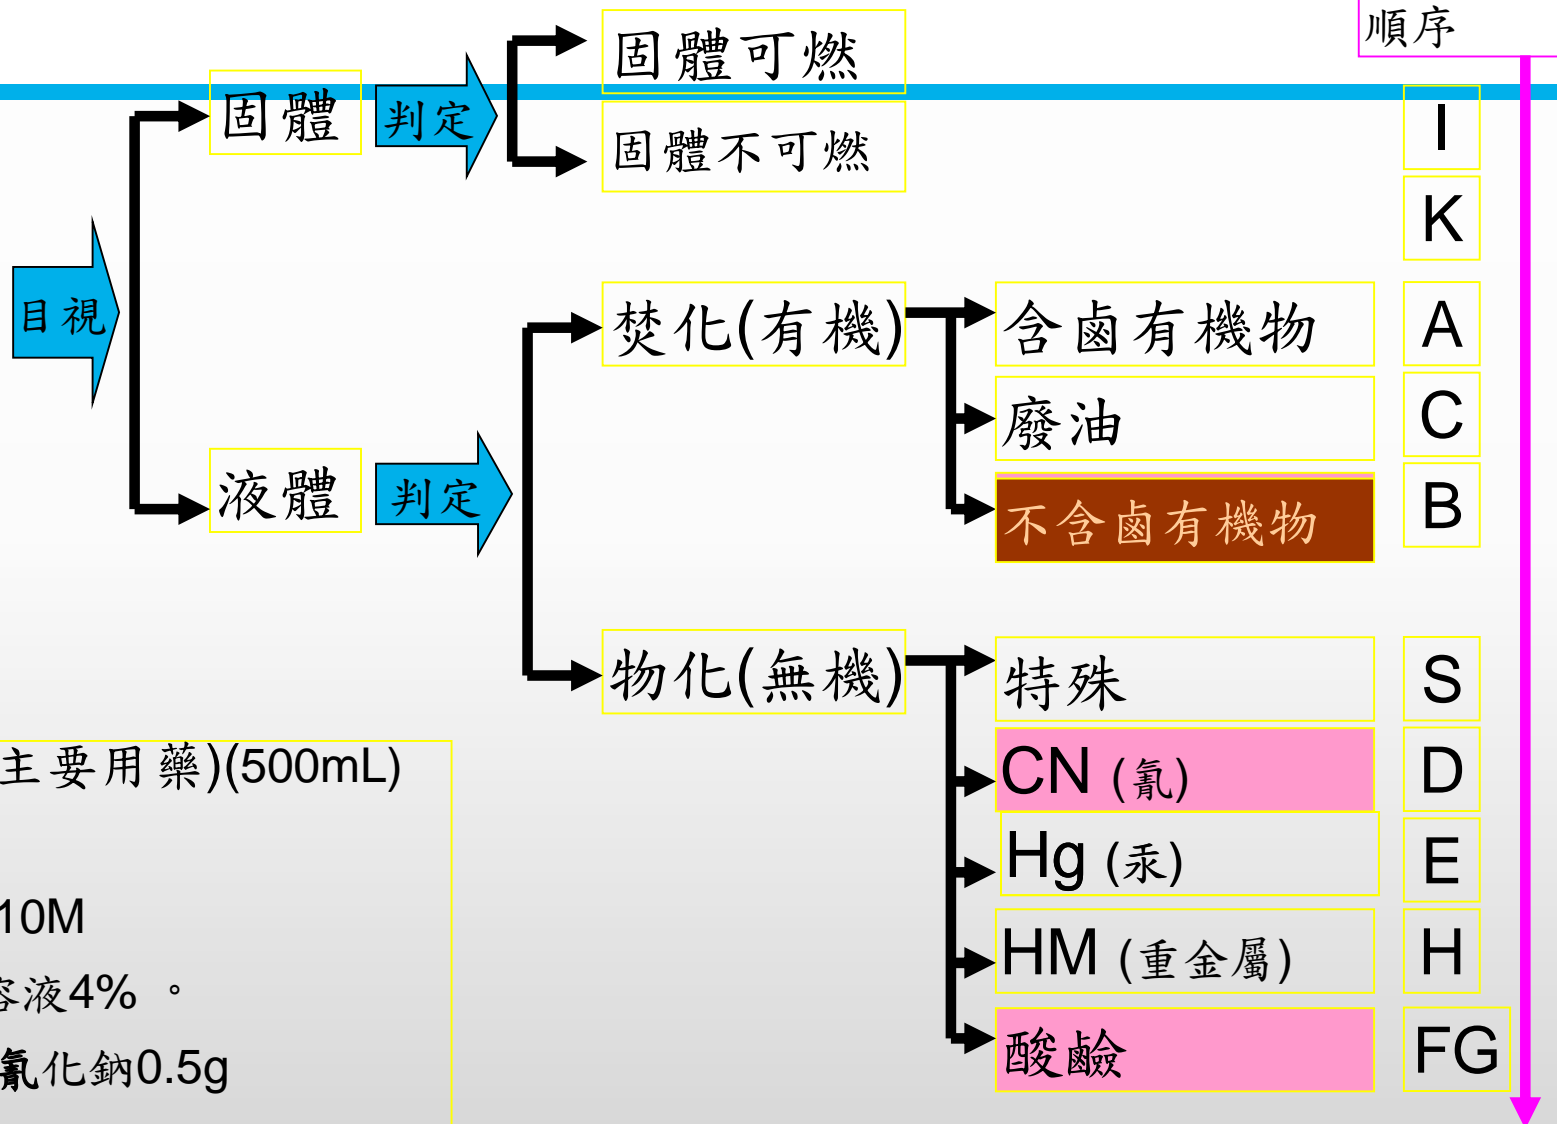 順序
固體可燃
固體
判定
固體不可燃
I
K
目視
焚化(有機)
含鹵有機物
A
廢油
C
液體
判定
不含鹵有機物
B
物化(無機)
特殊
S
CN (氰)
D
Hg (汞)
E
HM (重金屬)
H
酸鹼
FG
主要用藥)(500mL)
10M
溶液4% 。
氰化鈉0.5g